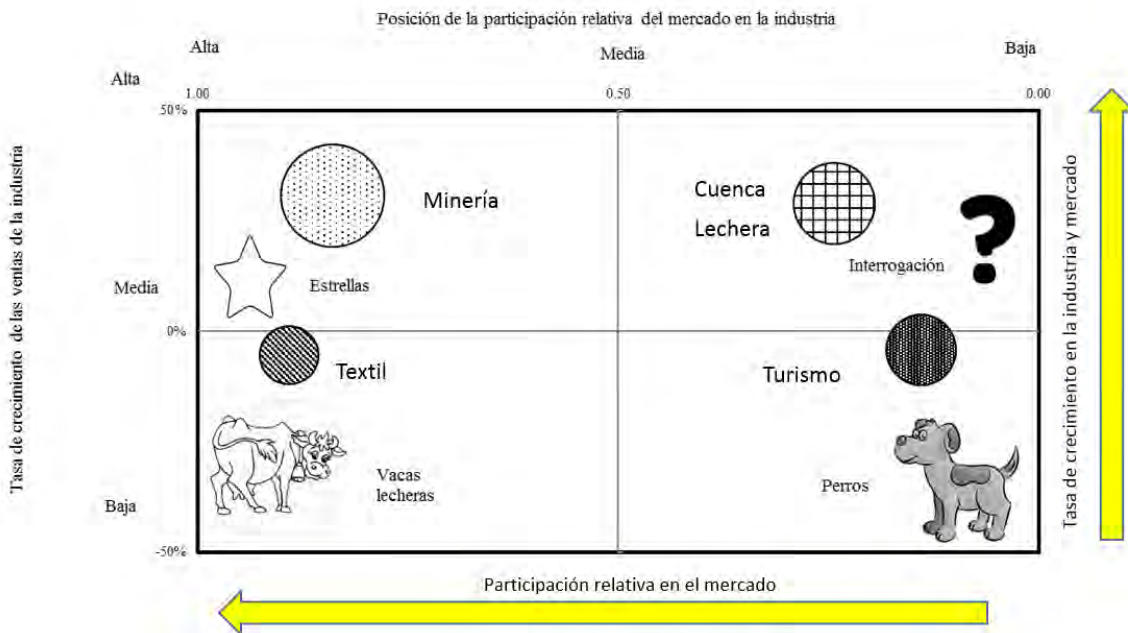 Posición de la participación relativa del mercado en la industria
Alta
Media
Baja
Alta
1.00
0.50
0.00
50%
Tasa de crecimiento de las ventas de la industria
Minería
Cuenca
Lechera
Estrellas
Interrogación
?
Media
0%
Textil
Turismo
Vacas
lecheras
Perros
Baja
-50%
Tasa de crecimiento en la industria y mercado
Participación relativa en el mercado